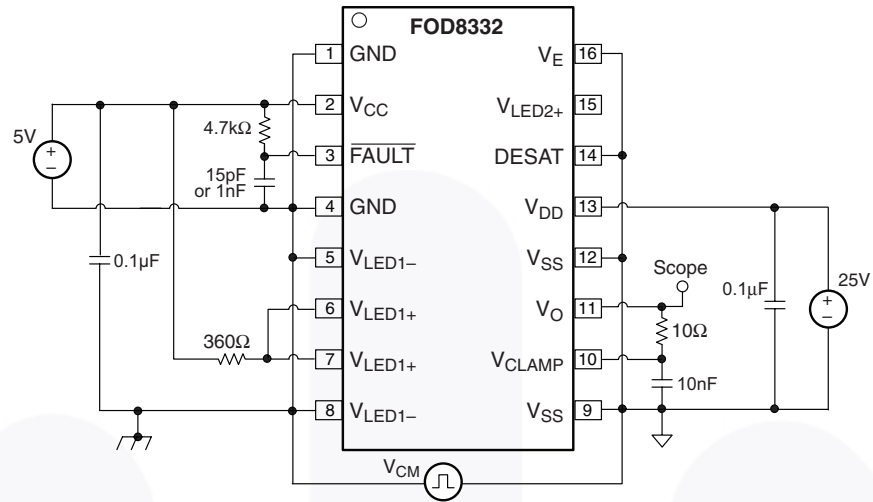 FOD8332
1 GND
2 VCC
3 FAULT
4 GND
5 VLED1–
6 VLED1+
7 VLED1+
8 VLED1–
16 VE
15 VLED2+
14 DESAT
13 VDD
12 VSS
11 VO
10 VCLAMP
9 VSS
5V
+
–
4.7kΩ
15pF
or 1nF
0.1µF
360Ω
VCM
Scope
10Ω
10nF
0.1µF
25V
+
–